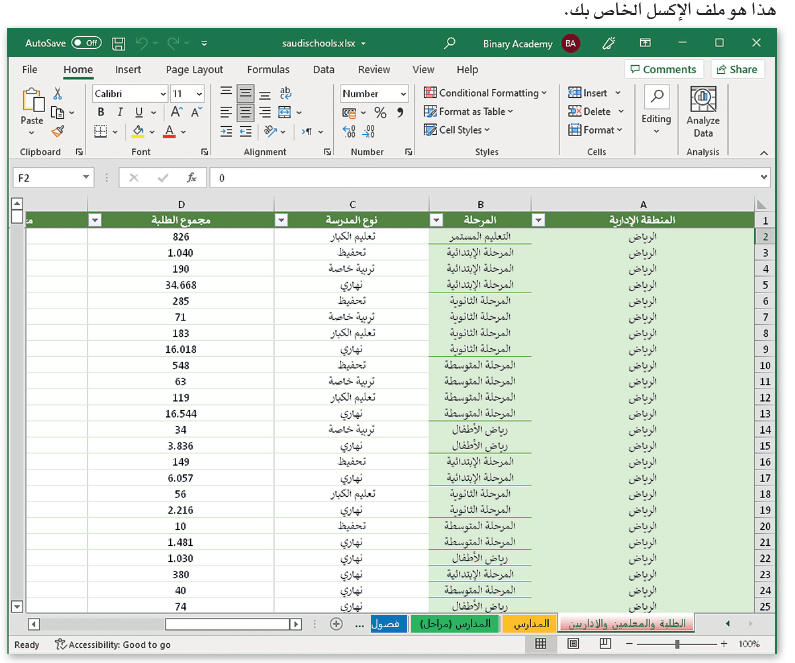 هذا هو ملف الإكسل الخاص بك.
AutoSave Off saudischools.xlsx Binary Academy BA
File Home Insert Page Layout Formulas Data Review View Help Comments Share
Paste
Calibri 11
B I U A A
ab
Number
% ,
Conditional Formatting
Format as Table
Cell Styles
Insert
Delete
Format
Editing
Analyze Data
Clipboard Font Alignment Number Styles Cells Analysis
F2 fx 0
A B C D
1 المنطقة الإدارية المرحلة نوع المدرسة مجموع الطلبة
2 الرياض التعليم المستمر تعليم الكبار 826
3 الرياض المرحلة الإبتدائية تحفيظ 1.040
4 الرياض المرحلة الإبتدائية تربية خاصة 190
5 الرياض المرحلة الإبتدائية نهاري 34.668
6 الرياض المرحلة الثانوية تحفيظ 285
7 الرياض المرحلة الثانوية تربية خاصة 71
8 الرياض المرحلة الثانوية تعليم الكبار 183
9 الرياض المرحلة الثانوية نهاري 16.018
10 الرياض المرحلة المتوسطة تحفيظ 548
11 الرياض المرحلة المتوسطة تربية خاصة 63
12 الرياض المرحلة المتوسطة تعليم الكبار 119
13 الرياض المرحلة المتوسطة نهاري 16.544
14 الرياض رياض الأطفال تربية خاصة 34
15 الرياض رياض الأطفال نهاري 3.836
16 الرياض المرحلة الإبتدائية تحفيظ 149
17 الرياض المرحلة الإبتدائية نهاري 6.057
18 الرياض المرحلة الثانوية تعليم الكبار 56
19 الرياض المرحلة الثانوية نهاري 2.216
20 الرياض المرحلة المتوسطة تحفيظ 10
21 الرياض المرحلة المتوسطة نهاري 1.481
22 الرياض رياض الأطفال نهاري 1.030
23 الرياض المرحلة الإبتدائية نهاري 380
24 الرياض المرحلة المتوسطة نهاري 40
25 الرياض رياض الأطفال نهاري 74
الطلبة والمعلمين والإداريين المدارس المدارس (مراحل) فصول ...
Ready Accessibility: Good to go 100%